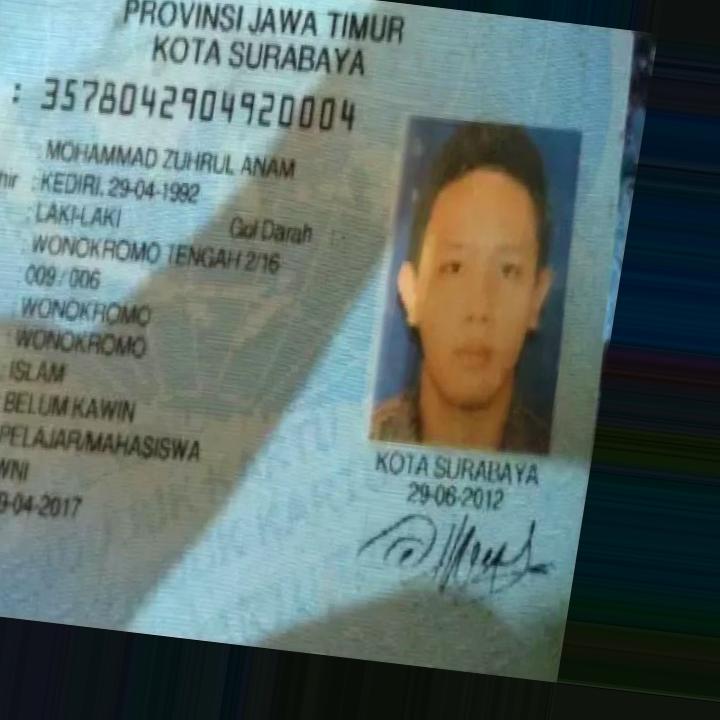 PROVINSI JAWA TIMUR
KOTA SURABAYA
: 3578042904920004
: MOHAMMAD ZUHRUL ANAM
hir : KEDIRI, 29-04-1992
: LAKI-LAKI Gol Darah :
: WONOKROMO TENGAH 2/16
009 / 006
: WONOKROMO
: WONOKROMO
: ISLAM
: BELUM KAWIN
PELAJAR/MAHASISWA
WNI
9-04-2017
KOTA SURABAYA
29-06-2012